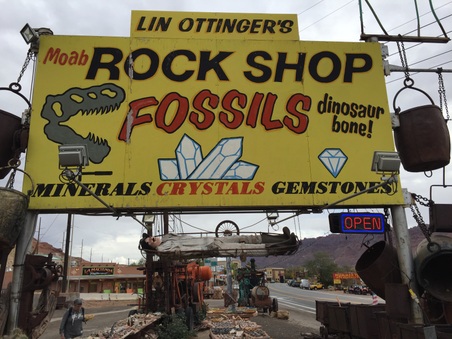 LIN OTTINGER'S
Moab ROCK SHOP
FOSSILS
dinosaur
bone!
MINERALS CRYSTALS GEMSTONES
OPEN